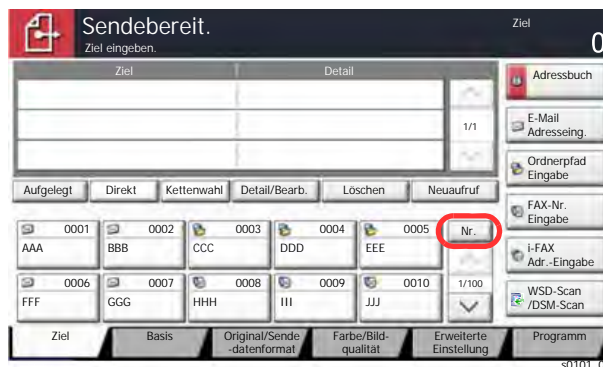 Sendebereit.
Ziel eingeben.
Ziel
0
Ziel Detail
1/1
Aufgelegt Direkt Kettenwahl Detail/Bearb. Löschen Neuaufruf
0001 0002 0003 0004 0005 Nr.
AAA BBB CCC DDD EEE
0006 0007 0008 0009 0010 1/100
FFF GGG HHH III JJJ
Adressbuch
E-Mail
Adresseing.
Ordnerpfad
Eingabe
FAX-Nr.
Eingabe
i-FAX
Adr.-Eingabe
WSD-Scan
/DSM-Scan
Ziel Basis Original/Sende
-datenformat Farbe/Bild-
qualität Erweiterte
Einstellung Programm
s0101_0